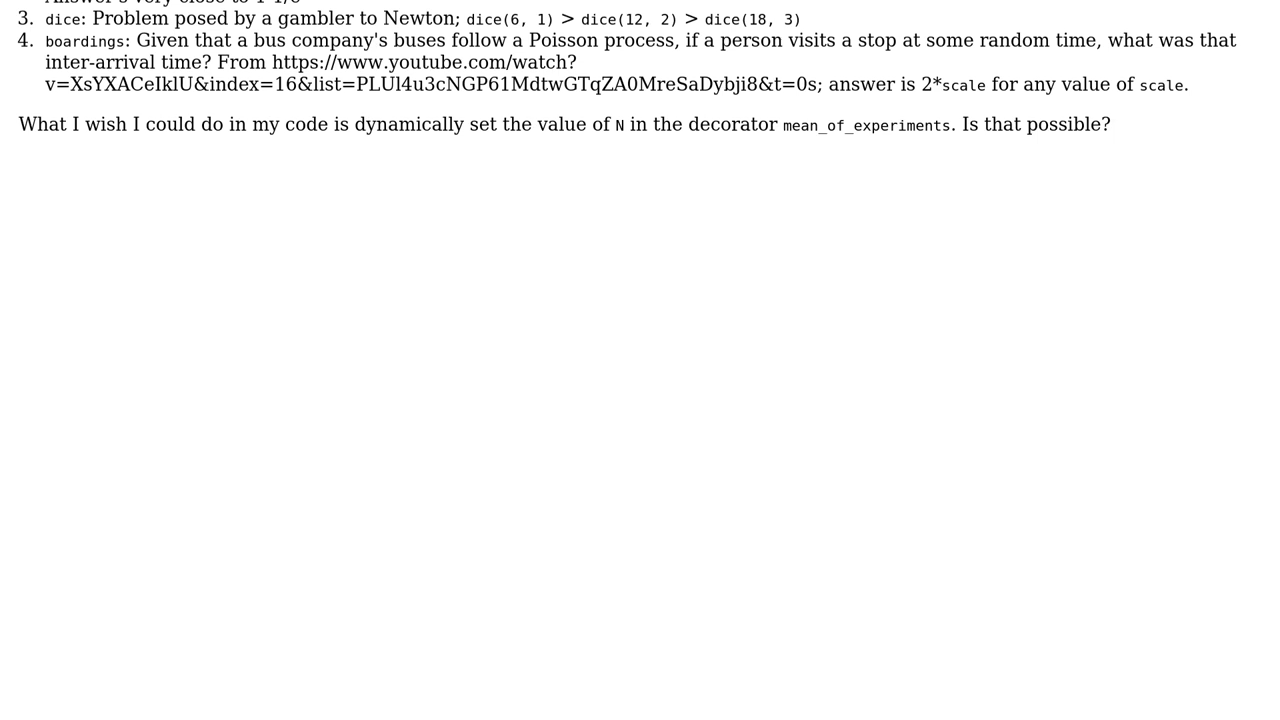 3. dice: Problem posed by a gambler to Newton; dice(6, 1) > dice(12, 2) > dice(18, 3)
4. boardings: Given that a bus company's buses follow a Poisson process, if a person visits a stop at some random time, what was that
inter-arrival time? From https://www.youtube.com/watch?
v=XsYXACeIklU&index=16&list=PLUl4u3cNGP61MdtwGTqZA0MreSaDybji8&t=0s; answer is 2*scale for any value of scale.
What I wish I could do in my code is dynamically set the value of N in the decorator mean_of_experiments. Is that possible?